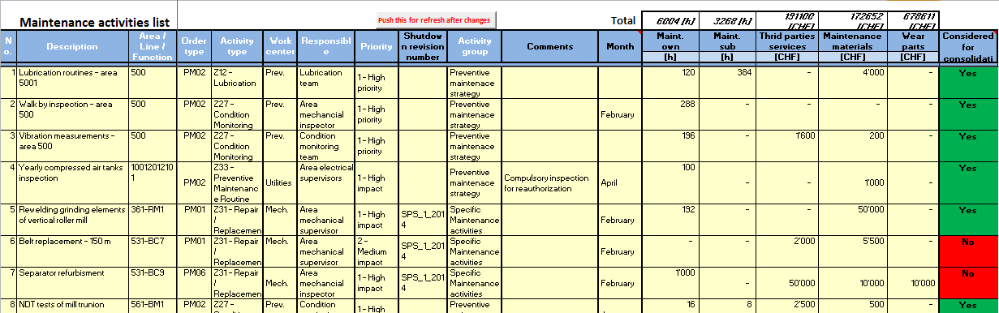 Maintenance activities list
Push this for refresh after changes
Total 6004 [h] 3268 [h] 191100 [CHF] 172652 [CHF] 678611 [CHF]
N o. Description Area / Line / Function Order type Activity type Work center Responsibl e Priority Shutdow n revision number Activity group Comments Month Maint. own [h] Maint. sub [h] Thrid parties services [CHF] Maintenance materials [CHF] Wear parts [CHF] Considered for consolidati
1 Lubrication routines - area 5001 500 PM02 Z12 - Lubrication Prev. Lubrication team 1 - High priority Preventive maintenace strategy 120 384 - 4'000 - Yes
2 Walk by inspection - area 500 500 PM02 Z27 - Condition Monitoring Prev. Area mechancial inspector 1 - High priority Preventive maintenace strategy February 288 - - - - Yes
3 Vibration measurements - area 500 500 PM02 Z27 - Condition Monitoring Prev. Condition monitoring team 1 - High priority Preventive maintenace strategy 196 - 1'600 200 - Yes
4 Yearly compressed air tanks inspection 1001201210 1 PM02 Z33 - Preventive Maintenanc e Routine Utilities Area electrical supervisors 1 - High impact Preventive maintenace strategy Compulsory inspection for reauthorization April 100 - - 1'000 - Yes
5 Rewelding grinding elements of vertical roller mill 361-RM1 PM01 Z31 - Repair / Replacemen Mech. Area mechanical supervisor 1 - High impact SPS_1_201 4 Specific Maintenance activities February 192 - - 50'000 - Yes
6 Belt replacement - 150 m 531-BC7 PM01 Z31 - Repair / Replacemen Mech. Area mechanical supervisor 2 - Medium impact SPS_1_201 4 Specific Maintenance activities February - - 2'000 5'500 - No
7 Separator refurbisment 531-BC9 PM06 Z31 - Repair / Replacemen Mech. Area mechancial inspector 1 - High impact SPS_1_201 4 Specific Maintenance activities February 1'000 - 50'000 10'000 10'000 No
8 NDT tests of mill trunion 561-BM1 PM02 Z27 - Prev. Condition 1 - High Preventive 16 8 2'500 500 - Yes